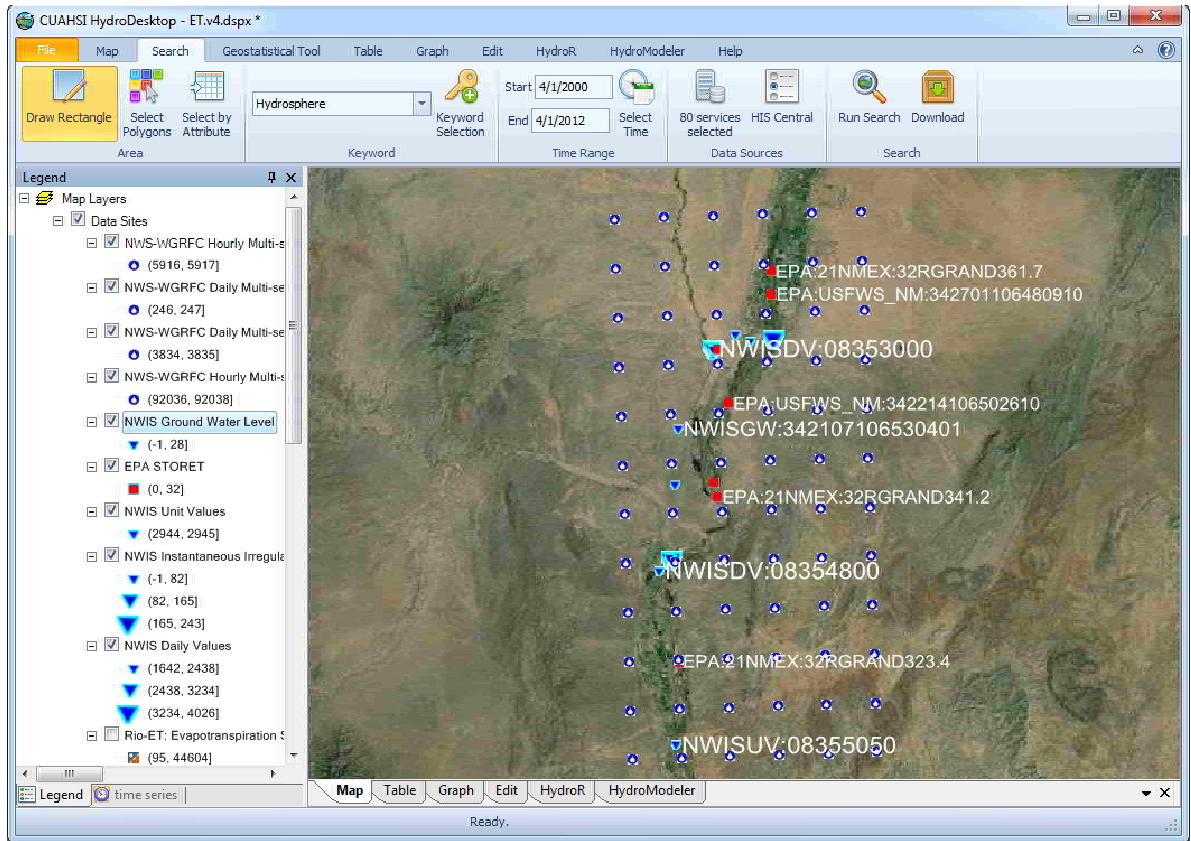 CUAHSI HydroDesktop - ET.v4.dspx *
File Map Search Geostatistical Tool Table Graph Edit HydroR HydroModeler Help
Draw Rectangle
Select Polygons
Select by Attribute
Area
Hydrosphere
Keyword Selection
Keyword
Start 4/1/2000
End 4/1/2012
Select Time
Time Range
80 services selected
HIS Central
Data Sources
Run Search
Download
Search
Legend
Map Layers
Data Sites
NWS-WGRFC Hourly Multi-s
(5916, 5917]
NWS-WGRFC Daily Multi-se
(246, 247]
NWS-WGRFC Daily Multi-se
(3834, 3835]
NWS-WGRFC Hourly Multi-s
(92036, 92038]
NWIS Ground Water Level
(-1, 28]
EPA STORET
(0, 32]
NWIS Unit Values
(2944, 2945]
NWIS Instantaneous Irregula
(-1, 82]
(82, 165]
(165, 243]
NWIS Daily Values
(1642, 2438]
(2438, 3234]
(3234, 4026]
Rio-ET: Evapotranspiration S
(95, 44604]
Legend time series
EPA:21NMEX:32RGRAND361.7
EPA:USFWS_NM:342701106480910
NWISDV:08353000
EPA:USFWS_NM:342214106502610
NWISGW:342107106530401
EPA:21NMEX:32RGRAND341.2
NWISDV:08354800
EPA:21NMEX:32RGRAND323.4
NWISUV:08355050
Map Table Graph Edit HydroR HydroModeler
Ready.